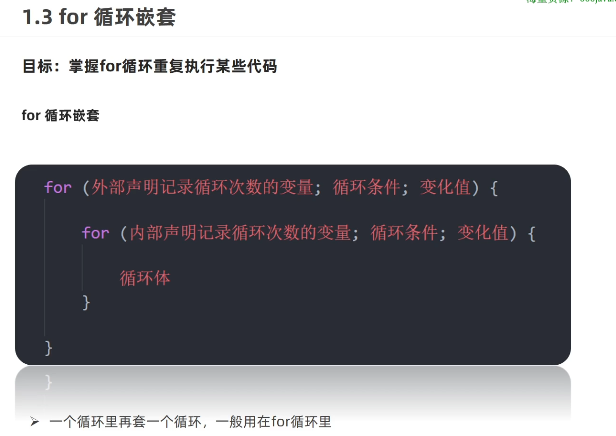 1.3 for 循环嵌套
目标：掌握for循环重复执行某些代码
for 循环嵌套
for (外部声明记录循环次数的变量; 循环条件; 变化值) {
for (内部声明记录循环次数的变量; 循环条件; 变化值) {
循环体
}
}
}
一个循环里再套一个循环，一般用在for循环里